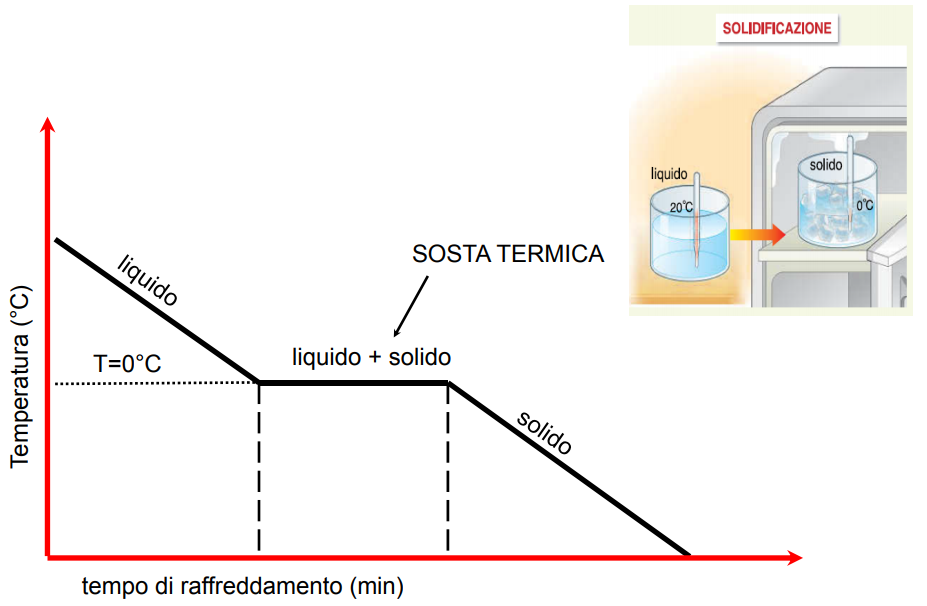 SOLIDIFICAZIONE
liquido
20°C
solido
0°C
SOSTA TERMICA
liquido
T=0°C
liquido + solido
solido
Temperatura (°C)
tempo di raffreddamento (min)